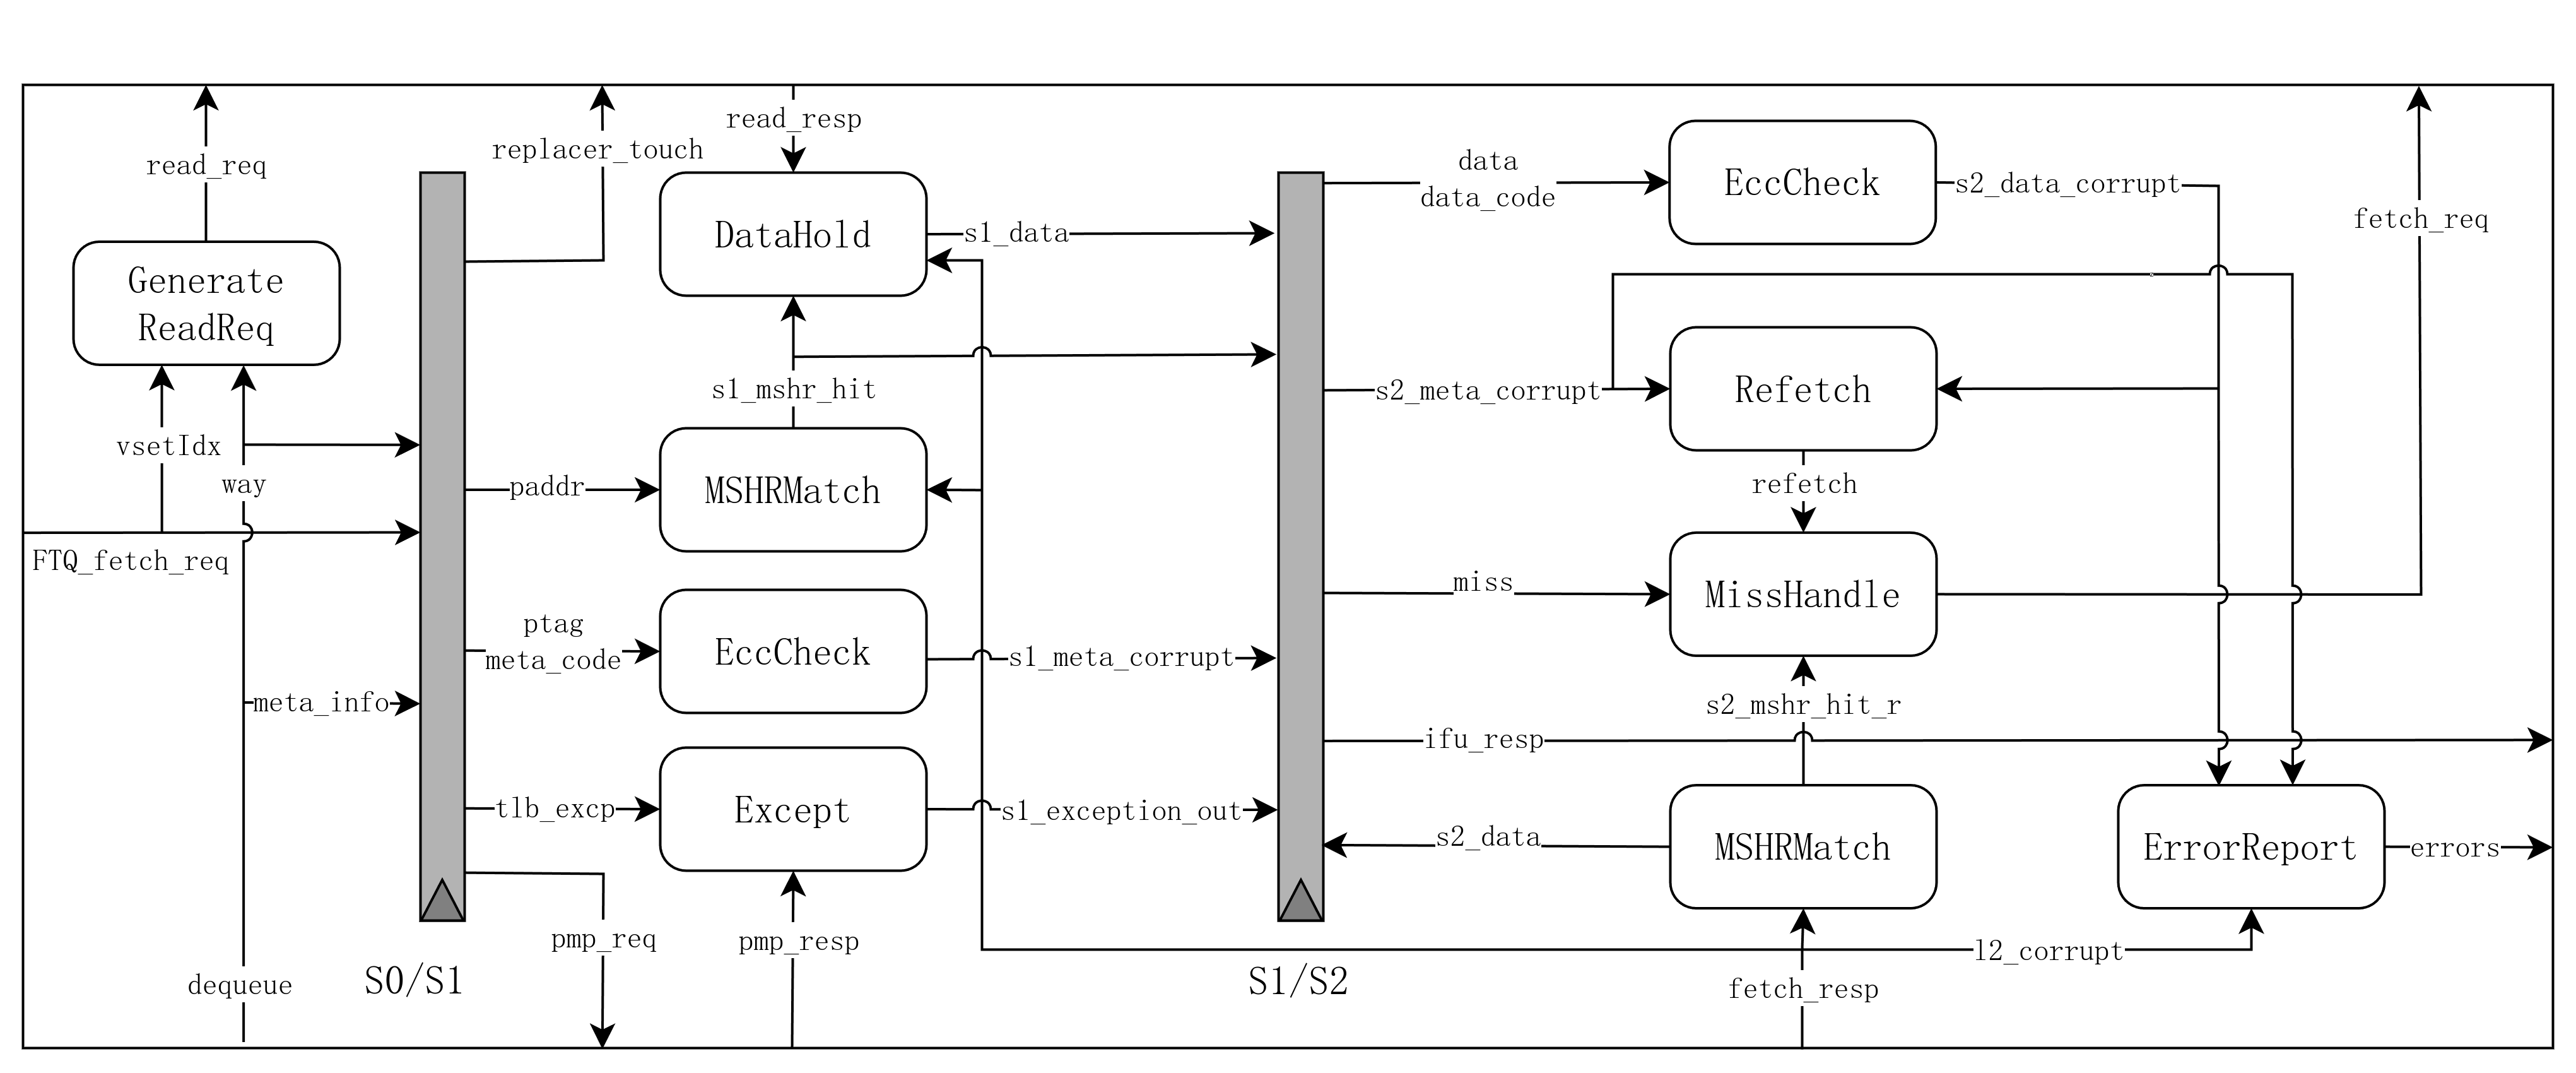 read_req
Generate
ReadReq
vsetIdx
way
FTQ_fetch_req
meta_info
dequeue
S0/S1
replacer_touch
read_resp
DataHold
s1_data
s1_mshr_hit
paddr
MSHRMatch
ptag
meta_code
EccCheck
s1_meta_corrupt
tlb_excp
Except
s1_exception_out
pmp_req
pmp_resp
S1/S2
data
data_code
EccCheck
s2_data_corrupt
fetch_req
s2_meta_corrupt
Refetch
refetch
miss
MissHandle
s2_mshr_hit_r
ifu_resp
s2_data
MSHRMatch
ErrorReport
errors
l2_corrupt
fetch_resp